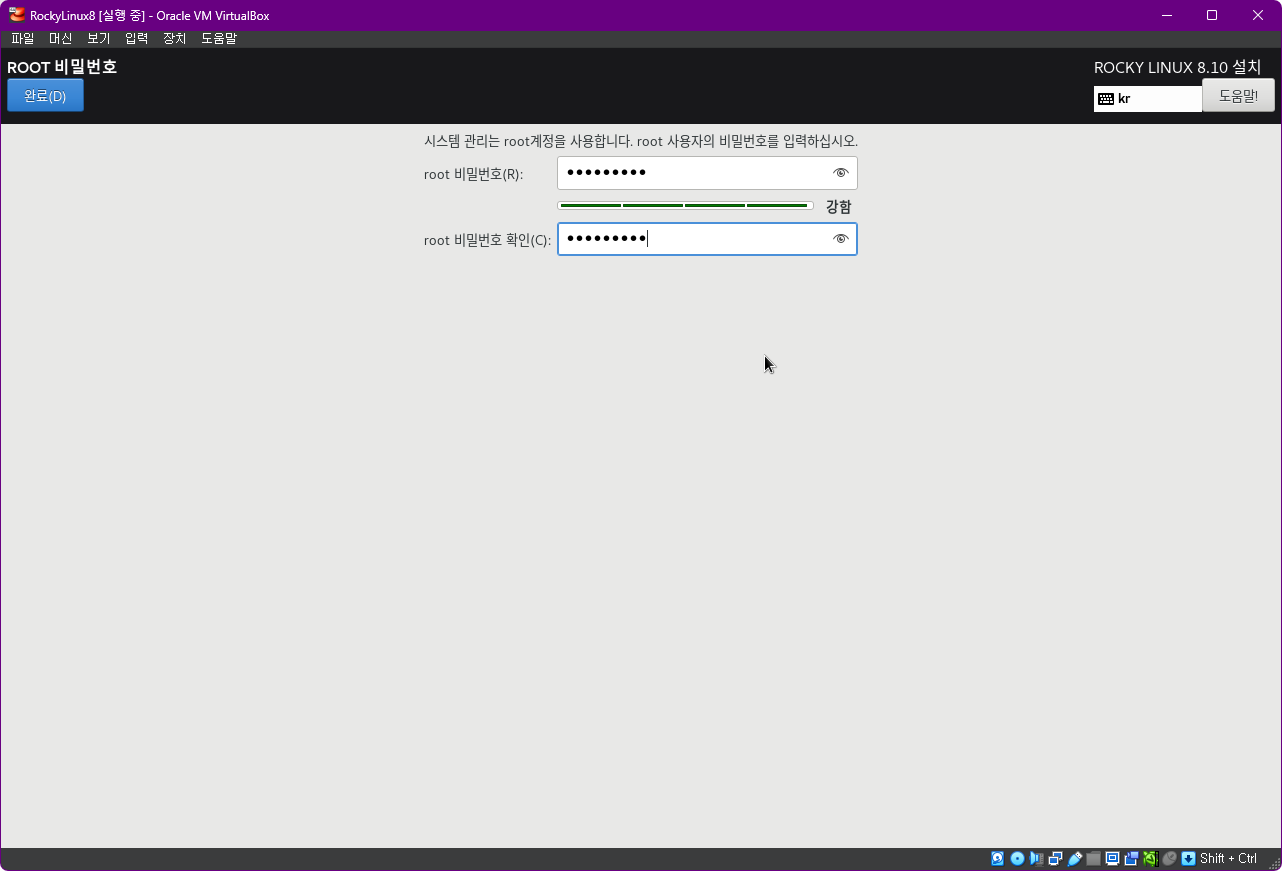 RockyLinux8 [실행 중] - Oracle VM VirtualBox
파일 머신 보기 입력 장치 도움말
ROOT 비밀번호
ROCKY LINUX 8.10 설치
완료(D)
kr
도움말!
시스템 관리는 root계정을 사용합니다. root 사용자의 비밀번호를 입력하십시오.
root 비밀번호(R): ●●●●●●●●●
강함
root 비밀번호 확인(C): ●●●●●●●●●
Shift + Ctrl